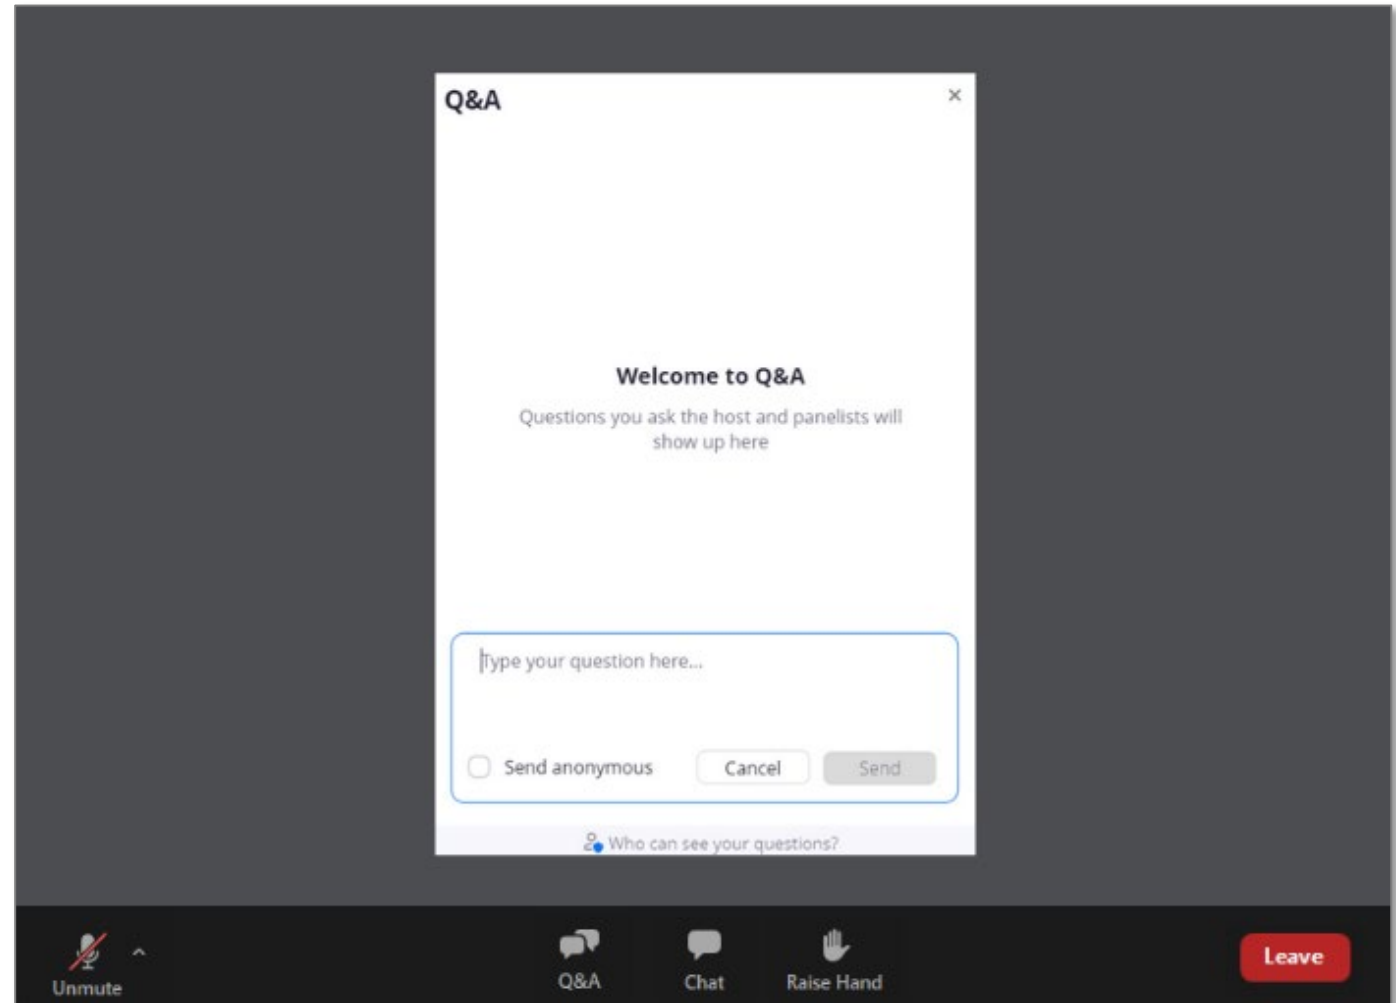 Q&A
Welcome to Q&A
Questions you ask the host and panelists will
show up here
Type your question here...
Send anonymous
Cancel
Send
Who can see your questions?
Unmute
Q&A
Chat
Raise Hand
Leave